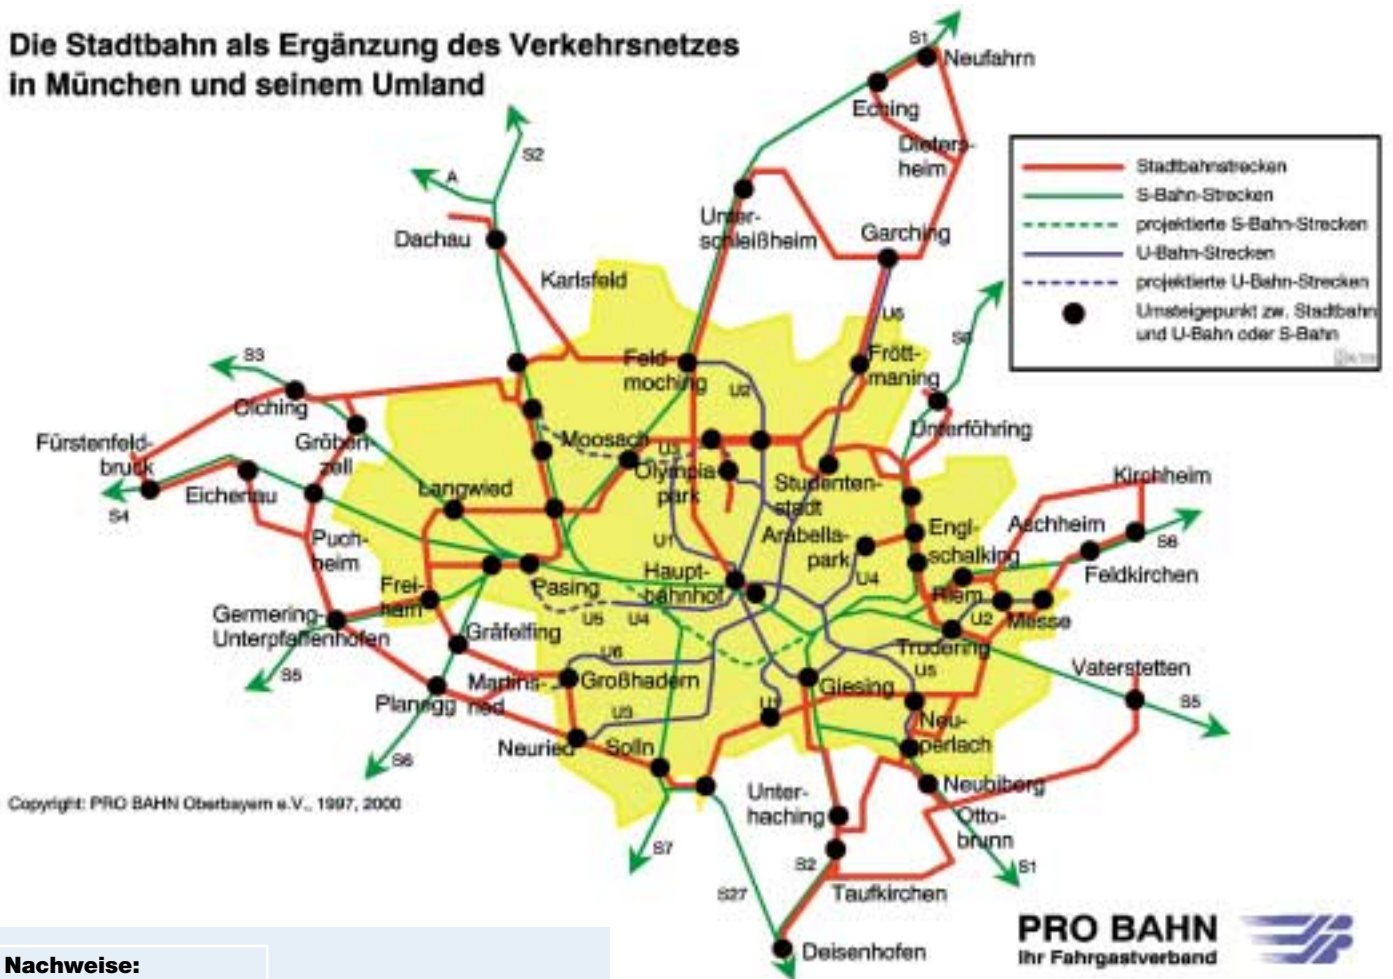 Die Stadtbahn als Ergänzung des Verkehrsnetzes
in München und seinem Umland
S1
Neufahrn
Eching
Dieters-
heim
S2
A
Dachau
Unter-
schleißheim
Garching
Karlsfeld
U6
Stadtbahnstrecken
S-Bahn-Strecken
projektierte S-Bahn-Strecken
U-Bahn-Strecken
projektierte U-Bahn-Strecken
Umsteigepunkt zw. Stadtbahn
und U-Bahn oder S-Bahn
S3
Olching
Feld-
moching
U2
Frött-
maning
Unterföhring
Fürstenfeld-
bruck
Gröben-
zell
Moosach
U3
Olympia
park
Studenten-
stadt
Eichenau
S4
Langwied
Kirchheim
Aschheim
S6
Feldkirchen
Puch-
heim
U1
Arabella-
park
Engl-
schalking
U4
Frei-
ham
Pasing
Haupt-
bahnhof
Riem
U2
Messe
Germering-
Unterpfaffenhofen
U5
U4
S5
Gräfelfing
U6
Trudering
U5
Vaterstetten
S5
Martins-
ried
Großhadern
Giesing
Planegg
U3
U1
Neu-
perlach
S6
Neuried
Solln
Copyright: PRO BAHN Oberbayern e.V., 1997, 2000
Unter-
haching
Neubiberg
Otto-
brunn
S7
S2
S1
S27
Taufkirchen
Deisenhofen
PRO BAHN
Ihr Fahrgastverband
Nachweise: